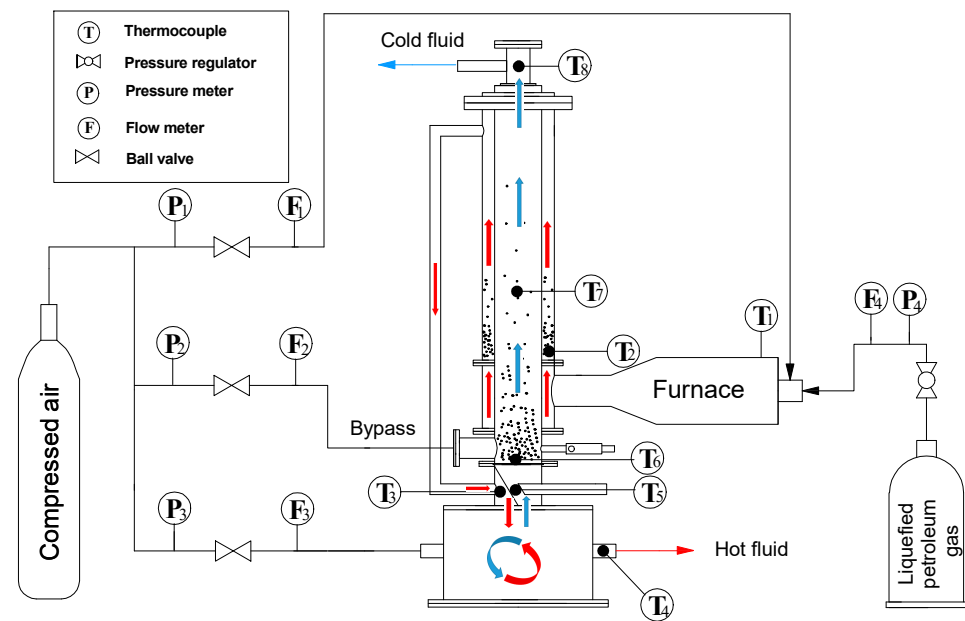 T Thermocouple
Pressure regulator
P Pressure meter
F Flow meter
Ball valve
Cold fluid
T8
P1
F1
T7
T1
F4
P4
P2
F2
T2
Furnace
Compressed air
Bypass
T6
T3
T5
P3
F3
Hot fluid
T4
Liquefied
petroleum
gas